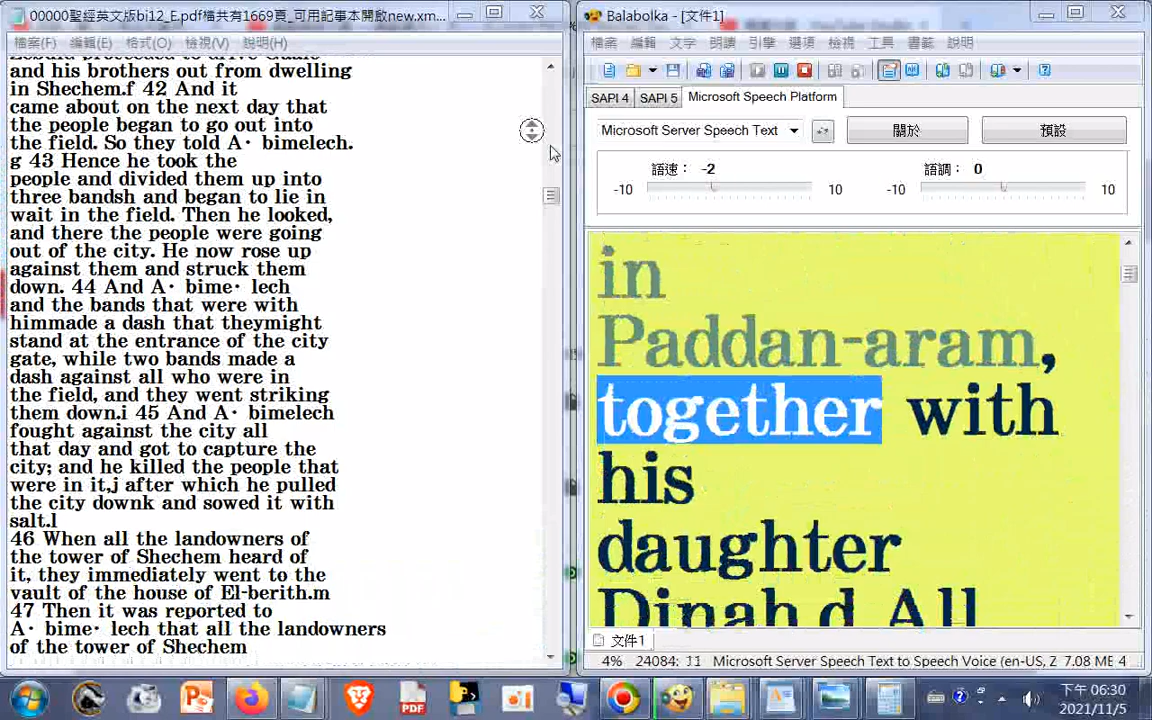 00000聖經英文版bi12_E.pdf檔共有1669頁_可用記事本開啟new.xm...
檔案(F) 編輯(E) 格式(O) 檢視(V) 說明(H)
and his brothers out from dwelling
in Shechem.f 42 And it
came about on the next day that
the people began to go out into
the field. So they told A· bimelech.
g 43 Hence he took the
people and divided them up into
three bandsh and began to lie in
wait in the field. Then he looked,
and there the people were going
out of the city. He now rose up
against them and struck them
down. 44 And A· bime· lech
and the bands that were with
himmade a dash that theymight
stand at the entrance of the city
gate, while two bands made a
dash against all who were in
the field, and they went striking
them down.i 45 And A· bimelech
fought against the city all
that day and got to capture the
city; and he killed the people that
were in it,j after which he pulled
the city downk and sowed it with
salt.l
46 When all the landowners of
the tower of Shechem heard of
it, they immediately went to the
vault of the house of El-berith.m
47 Then it was reported to
A· bime· lech that all the landowners
of the tower of Shechem
Balabolka - [文件1]
檔案 編輯 文字 朗讀 引擎 選項 檢視 工具 書籤 說明
SAPI 4 SAPI 5 Microsoft Speech Platform
Microsoft Server Speech Text 關於 預設
語速： -2 語調： 0
-10 10 -10 10
in
Paddan-aram,
together with
his
daughter
Dinah.d All
文件1
4% 24084: 11 Microsoft Server Speech Text to Speech Voice (en-US, Z 7.08 ME 4
PDF
下午 06:30
2021/11/5